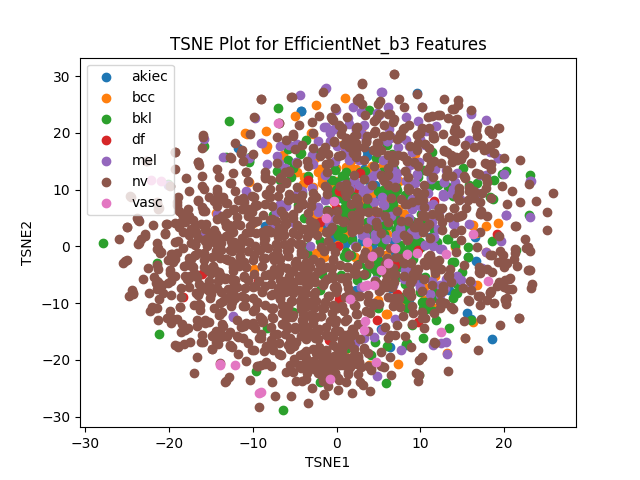 TSNE Plot for EfficientNet_b3 Features
akiec
bcc
bkl
df
mel
nv
vasc
30
20
10
0
−10
−20
−30
TSNE2
−30 −20 −10 0 10 20
TSNE1